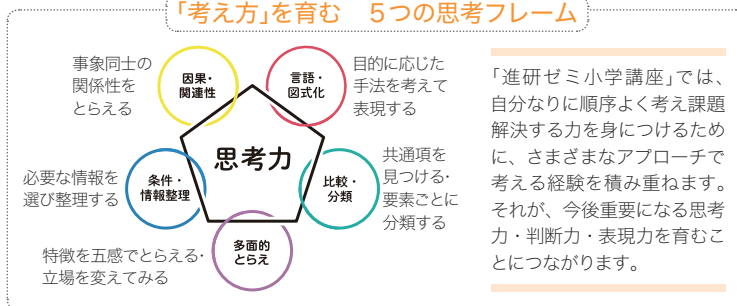 「考え方」を育む　５つの思考フレーム
事象同士の
関係性を
とらえる
因果・
関連性
言語・
図式化
目的に応じた
手法を考えて
表現する
思考力
必要な情報を
選び整理する
条件・
情報整理
比較・
分類
共通項を
見つける・
要素ごとに
分類する
多面的
とらえ
特徴を五感でとらえる・
立場を変えてみる
「進研ゼミ小学講座」では、
自分なりに順序よく考え課題
解決する力を身につけるため
に、さまざまなアプローチで
考える経験を積み重ねます。
それが、今後重要になる思考
力・判断力・表現力を育むこ
とにつながります。